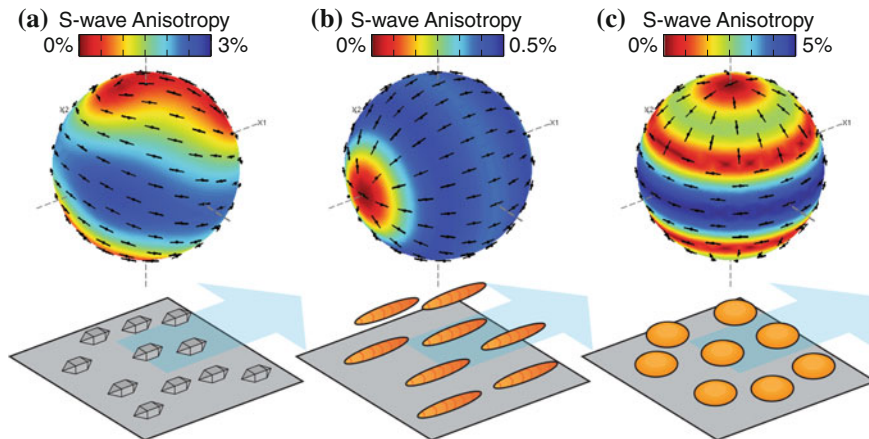 (a) S-wave Anisotropy
0% 3%
X2
X1
(b) S-wave Anisotropy
0% 0.5%
X2
X1
(c) S-wave Anisotropy
0% 5%
X2
X1